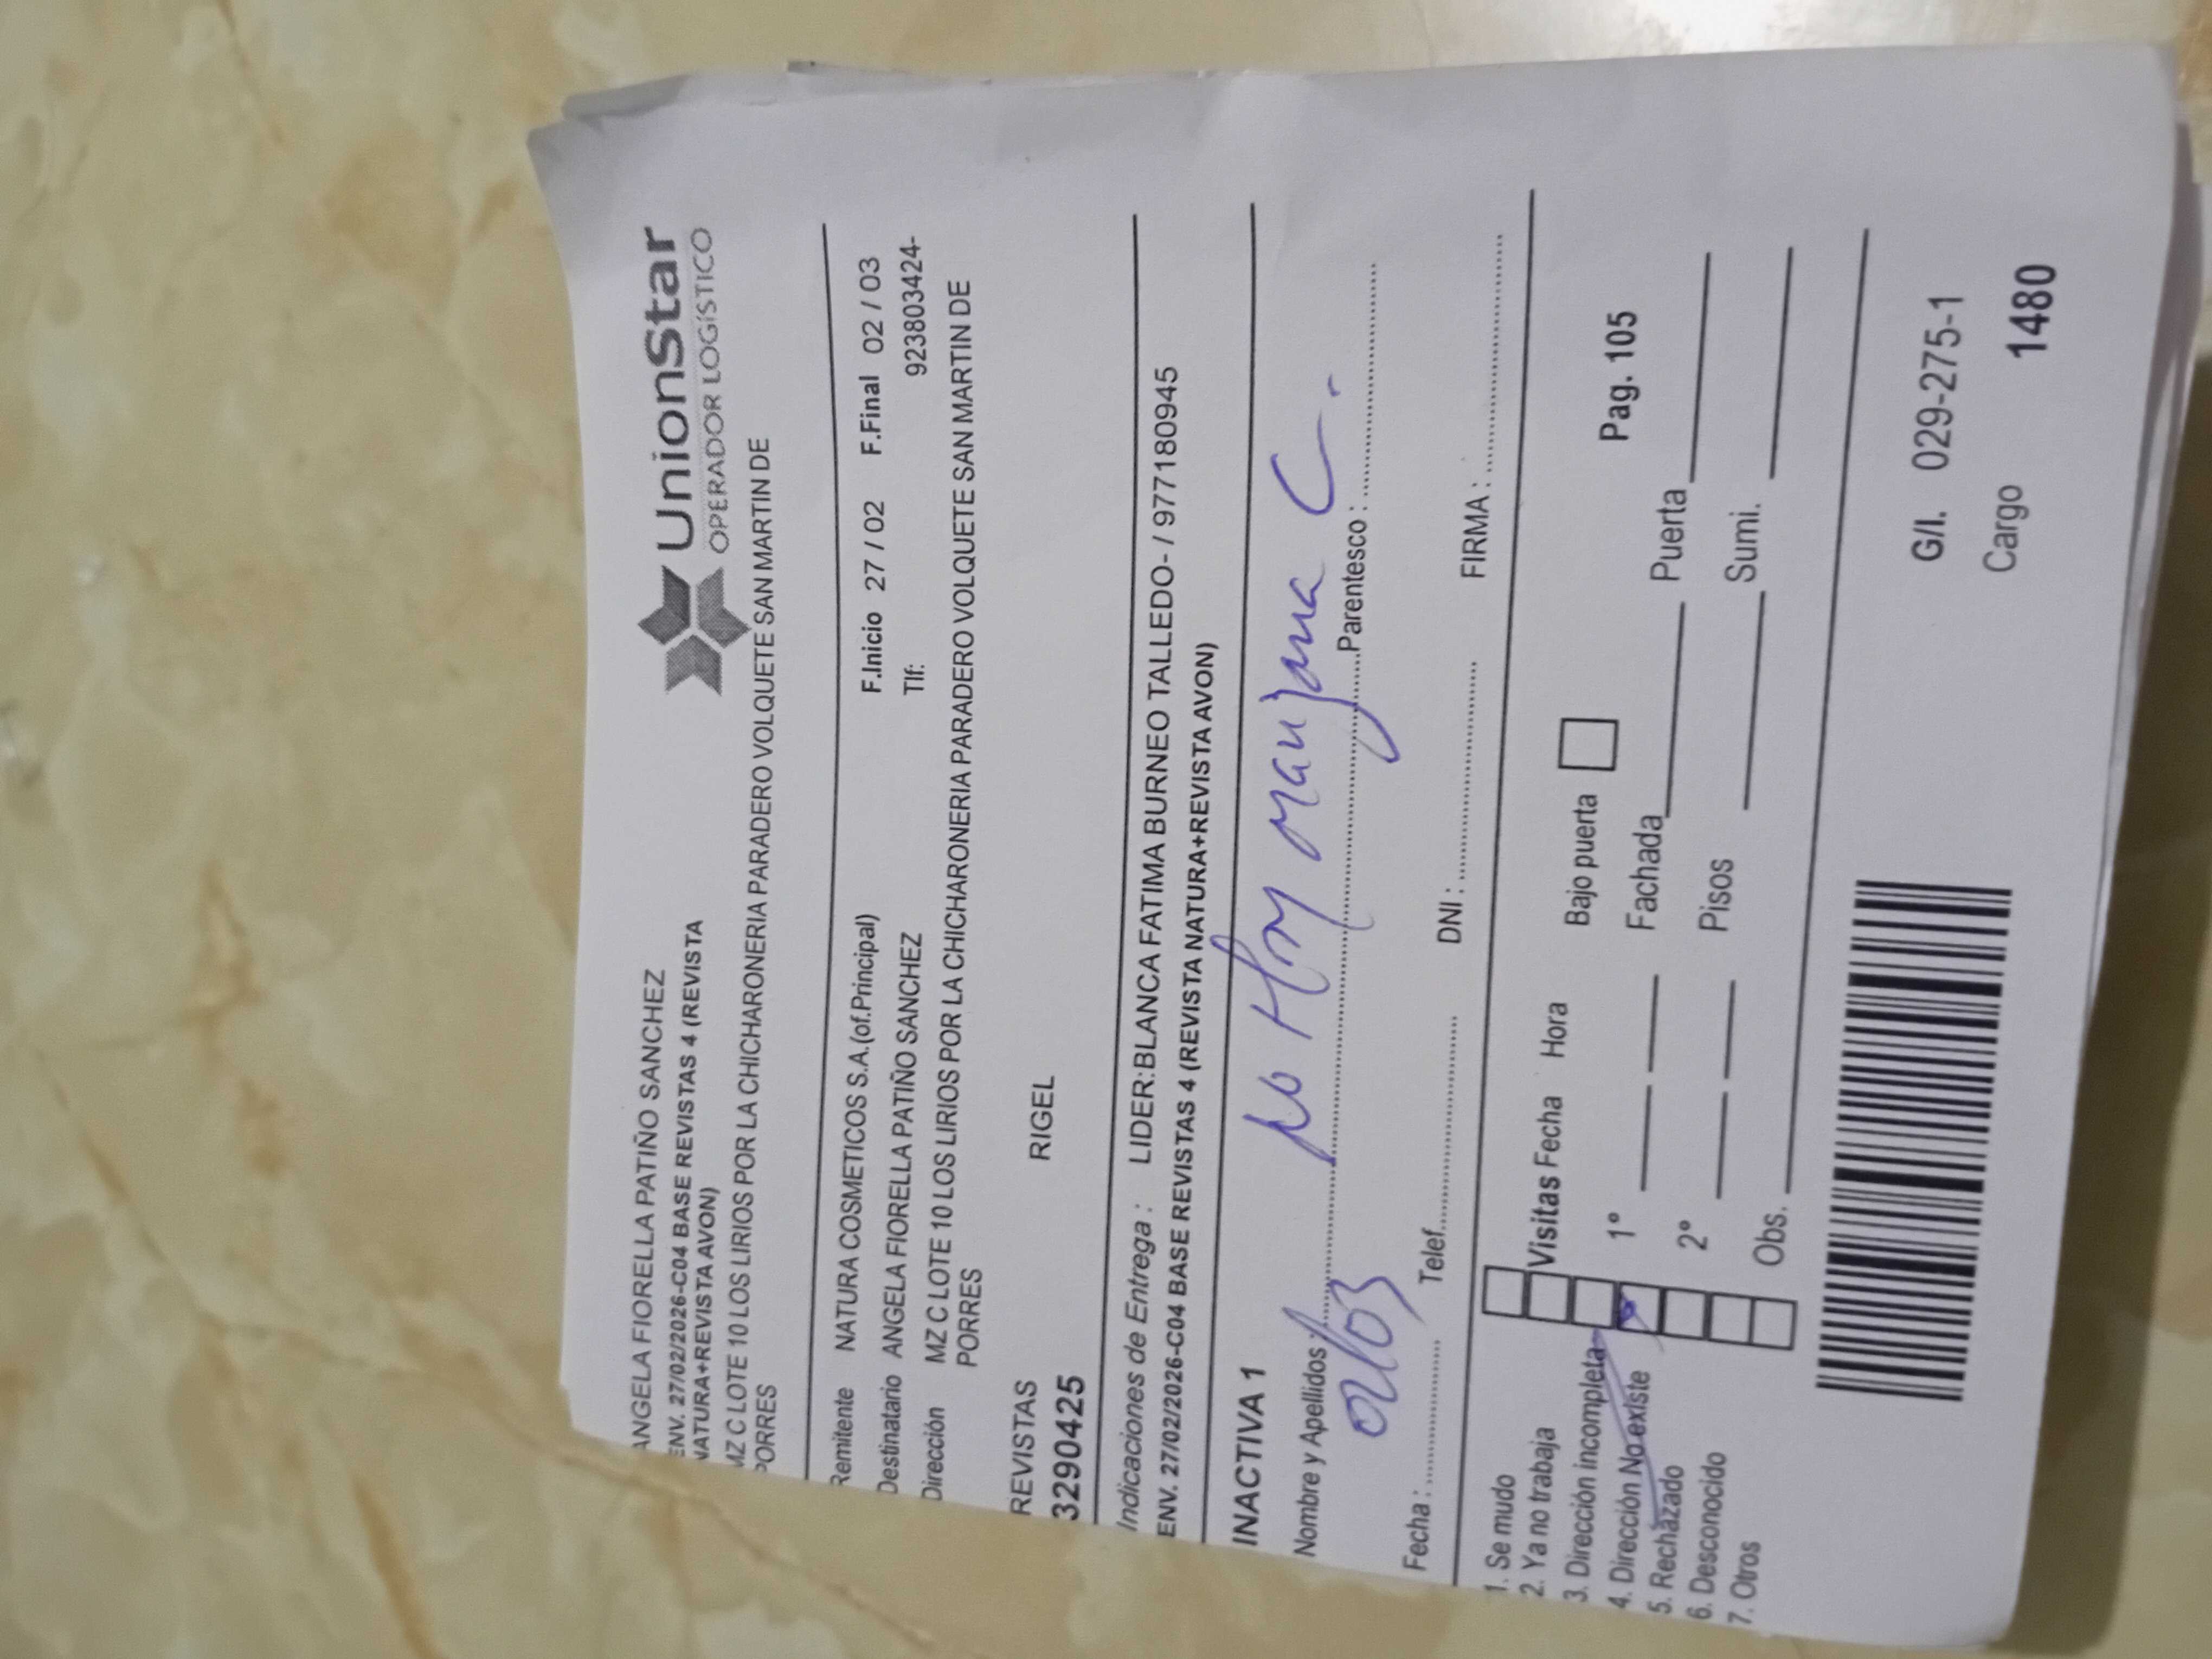 UnionStar
OPERADOR LOGÍSTICO
ANGELA FIORELLA PATIÑO SANCHEZ
ENV. 27/02/2026-C04 BASE REVISTAS 4 (REVISTA
NATURA+REVISTA AVON)
MZ C LOTE 10 LOS LIRIOS POR LA CHICHARONERIA PARADERO VOLQUETE SAN MARTIN DE
PORRES
Remitente NATURA COSMETICOS S.A.(of.Principal) F.Inicio 27 / 02 F.Final 02 / 03
Destinatario ANGELA FIORELLA PATIÑO SANCHEZ Tlf: 923803424-
Dirección MZ C LOTE 10 LOS LIRIOS POR LA CHICHARONERIA PARADERO VOLQUETE SAN MARTIN DE
PORRES
REVISTAS RIGEL
3290425
Indicaciones de Entrega : LIDER:BLANCA FATIMA BURNEO TALLEDO- / 977180945
ENV. 27/02/2026-C04 BASE REVISTAS 4 (REVISTA NATURA+REVISTA AVON)
INACTIVA 1
No Hay manzana C.
Nombre y Apellidos : Parentesco :
02/03
Fecha : Telef. DNI : FIRMA :
1. Se mudo
2. Ya no trabaja Visitas Fecha Hora Bajo puerta Pag. 105
3. Dirección incompleta
4. Dirección No existe 1° Fachada Puerta
5. Rechazado
6. Desconocido 2° Pisos Sumi.
7. Otros Obs.
G/I. 029-275-1
Cargo 1480